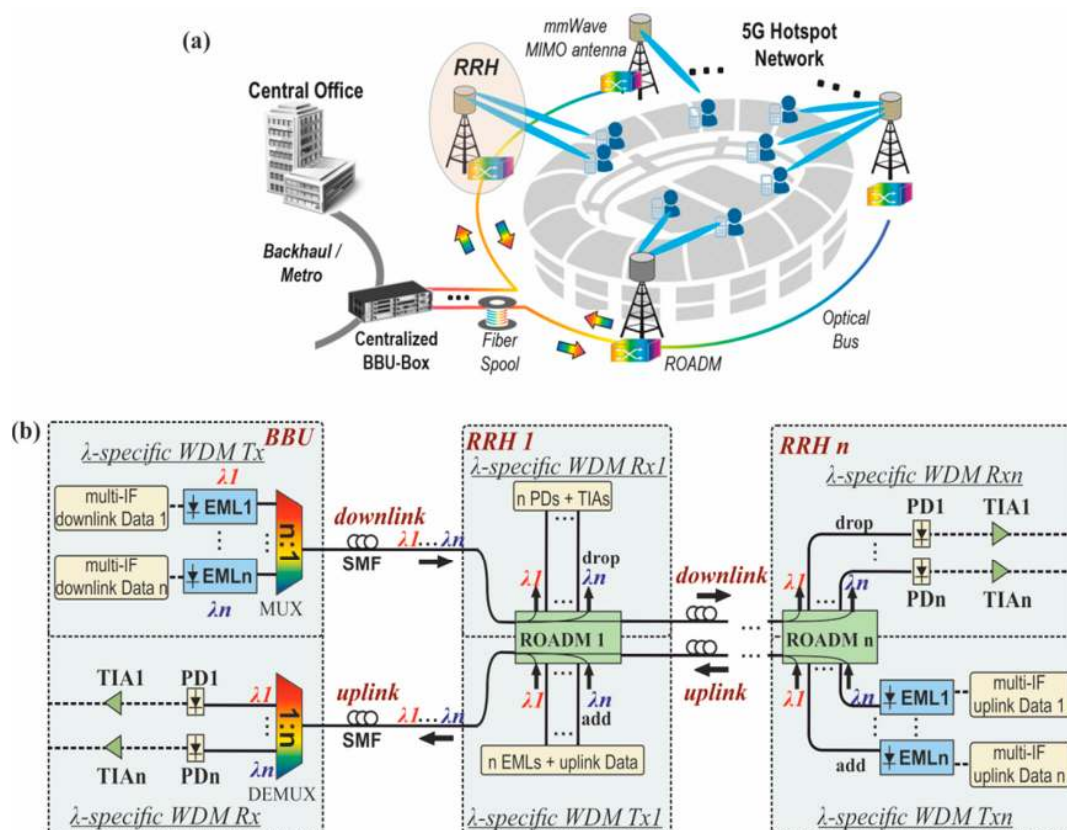 (a)
mmWave
MIMO antenna
5G Hotspot
Network
RRH
Central Office
Backhaul /
Metro
Centralized
BBU-Box
Fiber
Spool
ROADM
Optical
Bus
(b)
λ-specific WDM Tx
BBU
λ1
multi-IF
downlink Data 1
EML1
multi-IF
downlink Data n
EMLn
λn
n:1
MUX
downlink
SMF
λ1...λn
RRH 1
λ-specific WDM Rx1
n PDs + TIAs
drop
λ1
λn
ROADM 1
downlink
uplink
RRH n
λ-specific WDM Rxn
drop
PD1
TIA1
PDn
TIAn
λ1
λn
ROADM n
TIA1
PD1
λ1
TIAn
PDn
λn
1:n
DEMUX
λ-specific WDM Rx
uplink
SMF
λ1...λn
λ1
λn
add
n EMLs + uplink Data
λ-specific WDM Tx1
λ1
λn
EML1
multi-IF
uplink Data 1
add
EMLn
multi-IF
uplink Data n
λ-specific WDM Txn